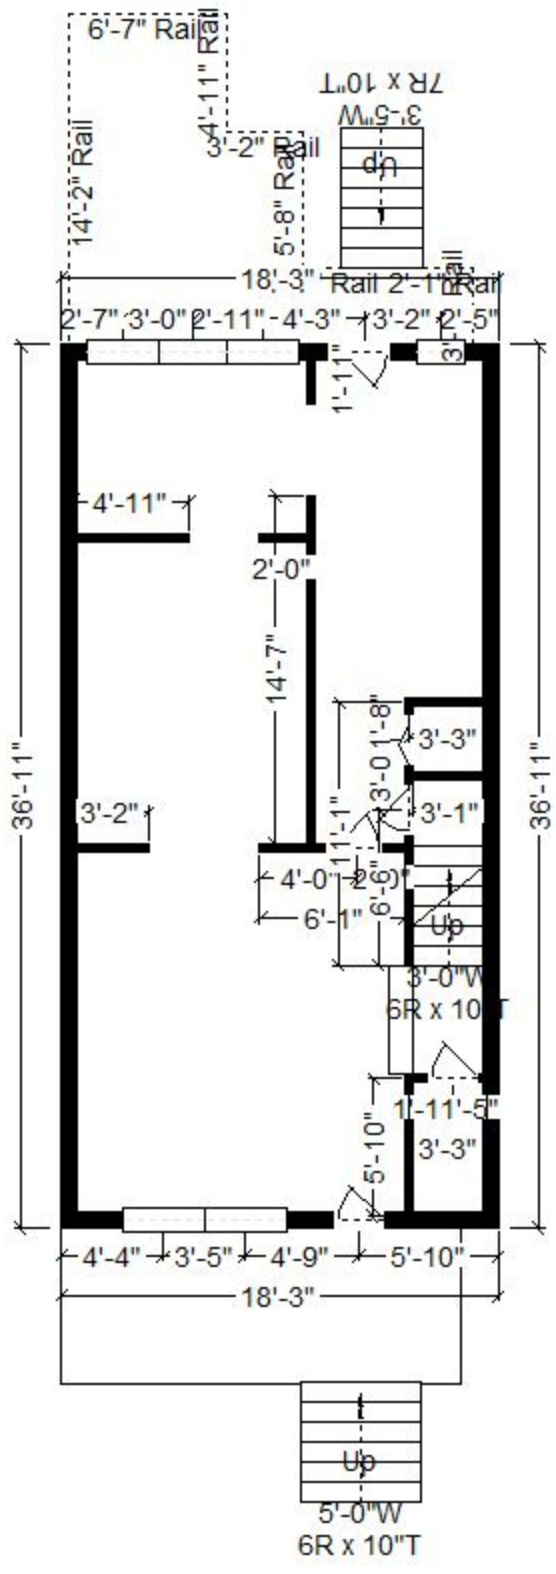 6'-7" Rail
4'-11" Rail
3'-2" Rail
14'-2" Rail
5'-8" Rail
7R x 10"T
3'-5"W
Up
18'-3"
Rail 2'-1" Rail
2'-7" 3'-0" 2'-11" 4'-3" 3'-2" 2'-5"
1'-11"
4'-11"
2'-0"
14'-7"
36'-11"
36'-11"
1'-8"
3'-3"
3'-0
3'-1"
3'-2"
11'-1"
4'-0" 2'-0"
6'-6"
6'-1"
Up
3'-0"W
6R x 10"T
1'-11'-5"
3'-3"
5'-10"
4'-4" 3'-5" 4'-9" 5'-10"
18'-3"
Up
5'-0"W
6R x 10"T